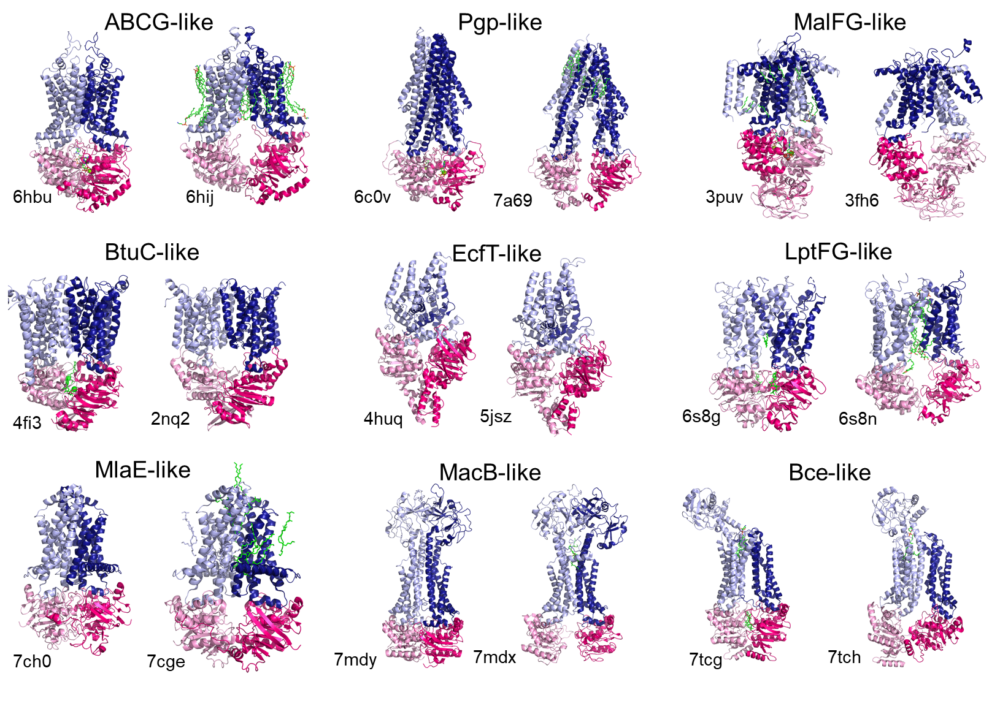 ABCG-like
Pgp-like
MalFG-like
6hbu
6hij
6c0v
7a69
3puv
3fh6
BtuC-like
EcfT-like
LptFG-like
4fi3
2nq2
4huq
5jsz
6s8g
6s8n
MlaE-like
MacB-like
Bce-like
7ch0
7cge
7mdy
7mdx
7tcg
7tch